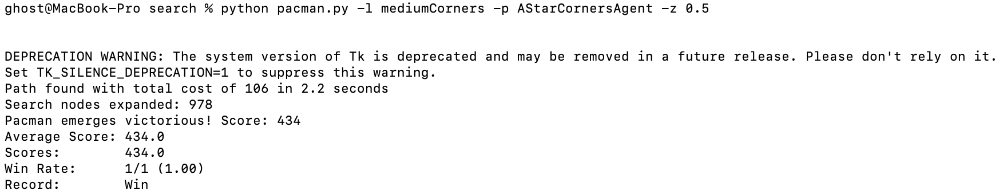 ghost@MacBook-Pro search % python pacman.py -l mediumCorners -p AStarCornersAgent -z 0.5
DEPRECATION WARNING: The system version of Tk is deprecated and may be removed in a future release. Please don't rely on it.
Set TK_SILENCE_DEPRECATION=1 to suppress this warning.
Path found with total cost of 106 in 2.2 seconds
Search nodes expanded: 978
Pacman emerges victorious! Score: 434
Average Score: 434.0
Scores:        434.0
Win Rate:      1/1 (1.00)
Record:        Win